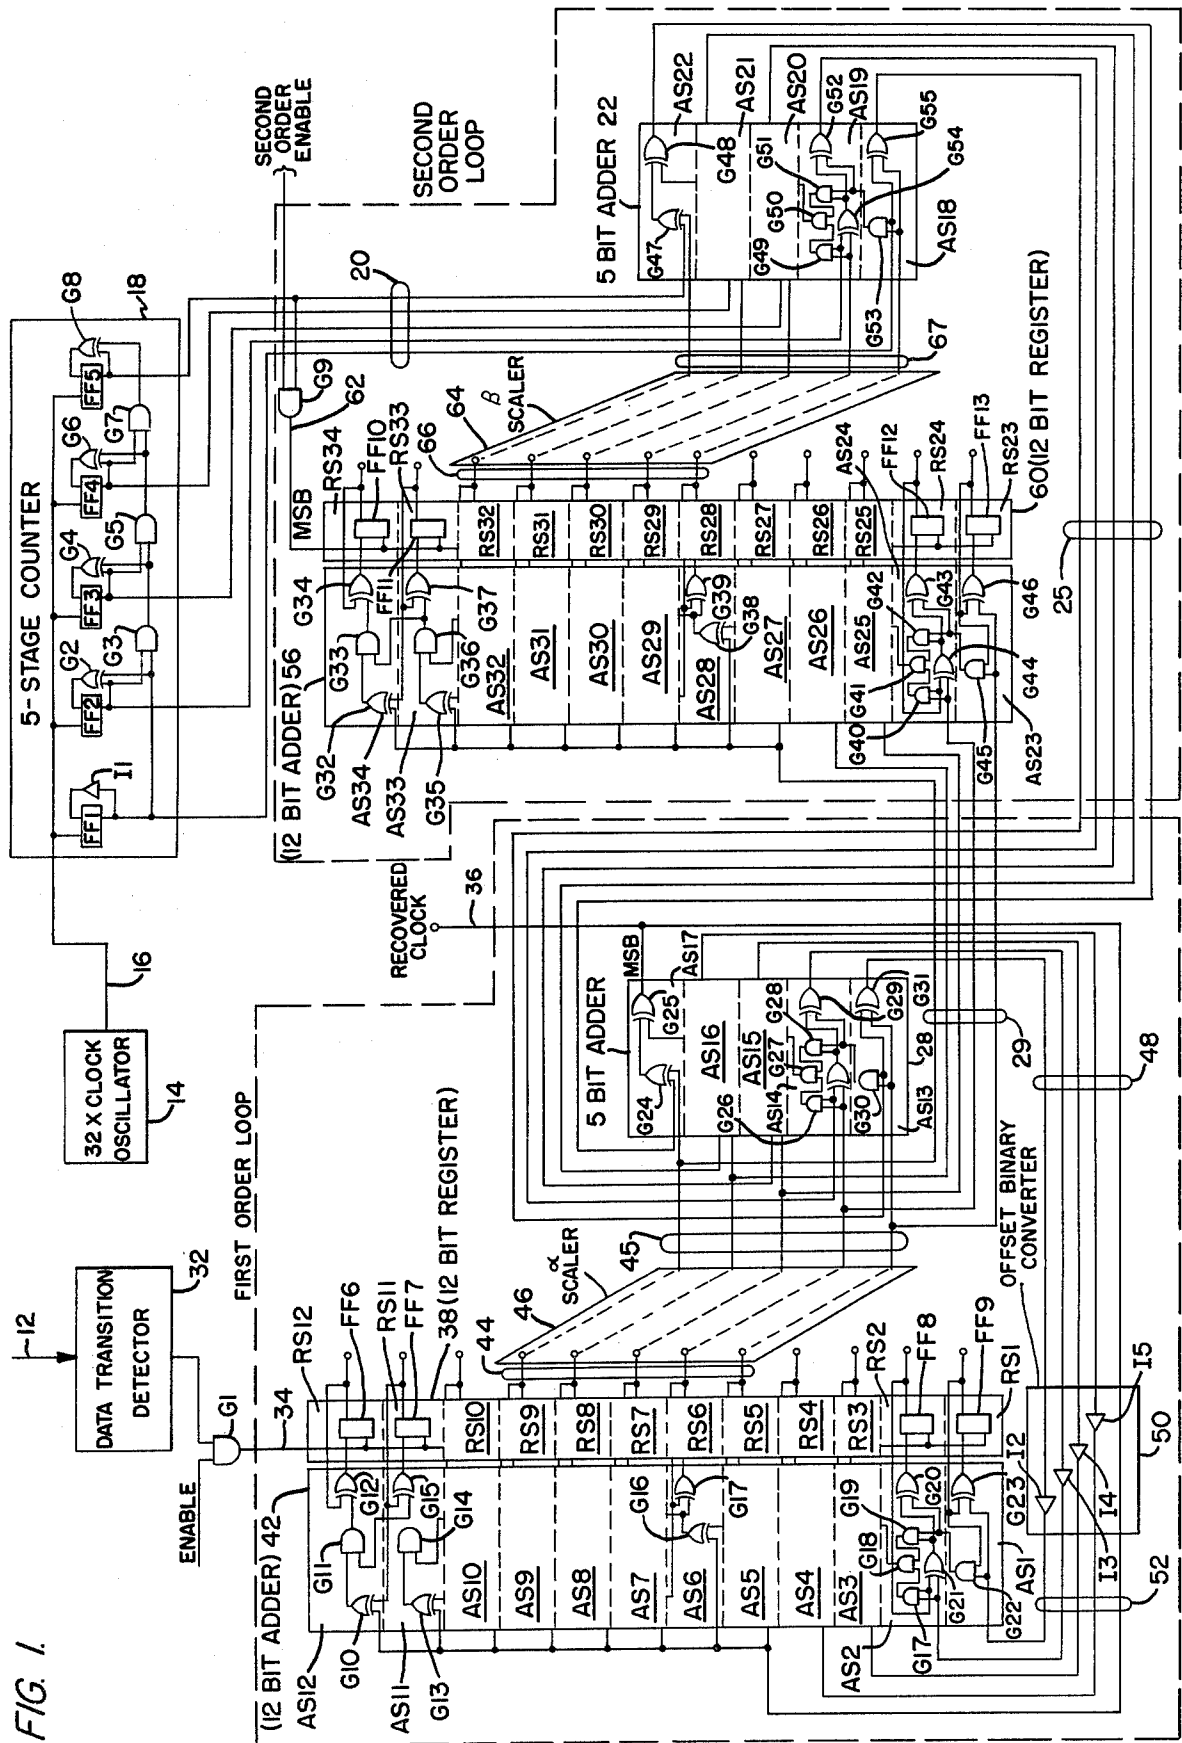 FIG. 1.
12
DATA TRANSITION
DETECTOR
32
ENABLE
G1
34
32 X CLOCK
OSCILLATOR
14
16
5-STAGE COUNTER
FF1
I1
FF2
G2
G3
FF3
G4
G5
FF4
G6
G7
FF5
G8
18
FIRST ORDER LOOP
(12 BIT ADDER) 42
AS12
G10
G11
G12
AS11
G13
G14
G15
AS10
AS9
AS8
AS7
AS6
G16
G17
AS5
AS4
AS3
AS2
G17
G18
G19
G20
G21
G22
G23
AS1
RS12
FF6
RS11
FF7
38 (12 BIT REGISTER)
RS10
RS9
RS8
RS7
RS6
RS5
RS4
RS3
RS2
FF8
FF9
RS1
44
46
α
SCALER
45
5 BIT ADDER
G24
G25
MSB
AS17
AS16
AS15
G26
AS14
G27
G28
G29
G30
G31
AS13
28
RECOVERED
CLOCK
36
29
48
OFFSET BINARY
CONVERTER
I2
I3
I4
I5
50
52
SECOND
ORDER
ENABLE
SECOND
ORDER
LOOP
G9
62
20
(12 BIT ADDER) 56
G32
AS34
G33
G34
AS33
G35
G36
G37
AS32
AS31
AS30
AS29
AS28
G38
G39
AS27
AS26
AS25
G40
G41
G42
G43
AS24
G44
G45
G46
AS23
MSB
RS34
FF10
RS33
FF11
RS32
RS31
RS30
RS29
RS28
RS27
RS26
RS25
FF12
RS24
FF13
RS23
60 (12 BIT REGISTER)
66
64
β
SCALER
67
5 BIT ADDER 22
G47
G48
AS22
AS21
AS20
G49
G50
G51
G52
AS19
G53
G54
G55
AS18
25